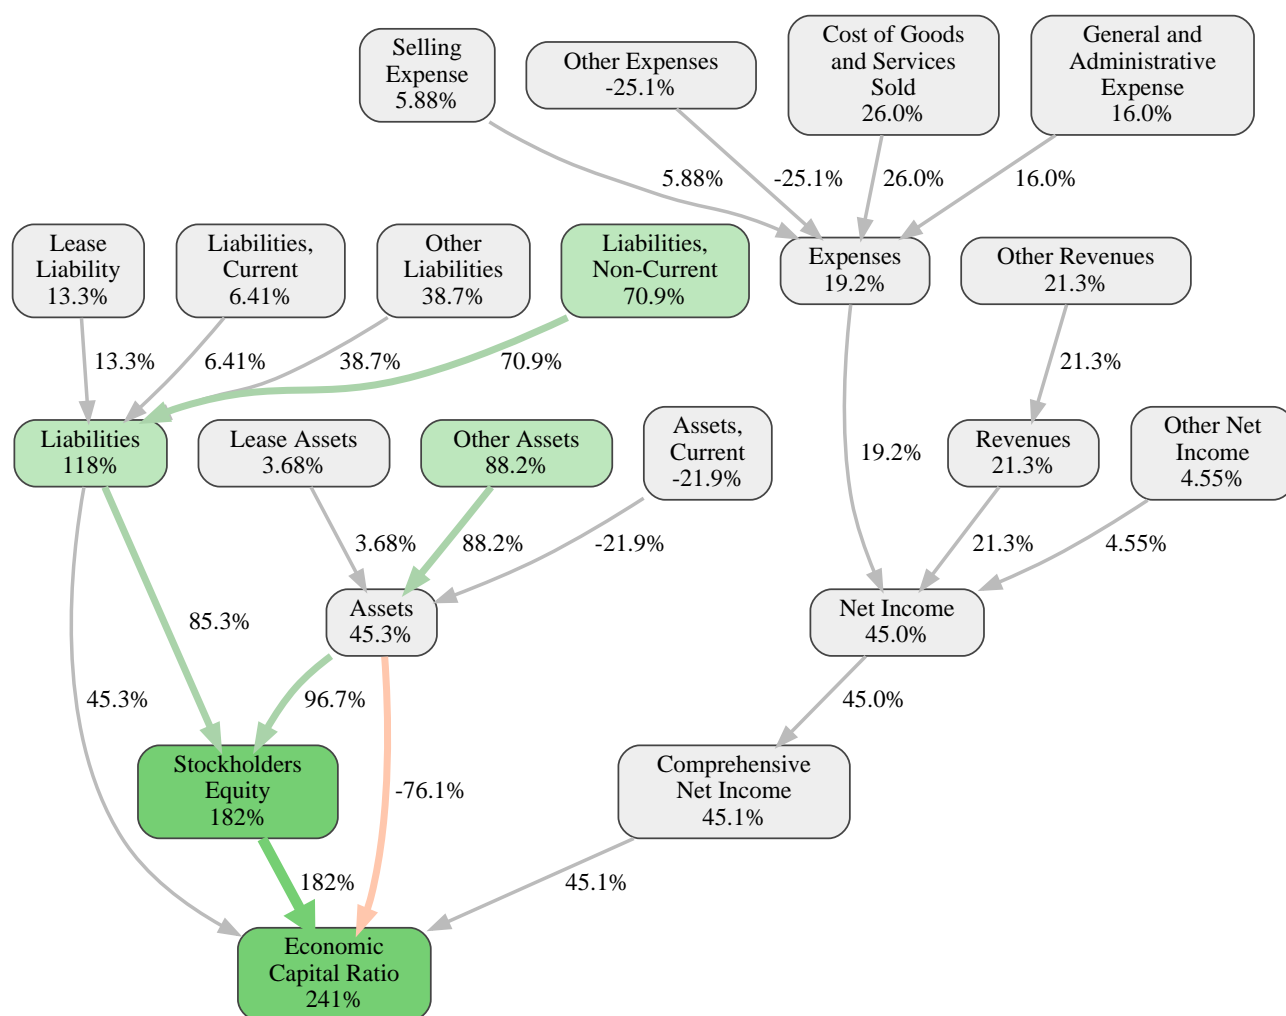 Selling
Expense
5.88%
Other Expenses
-25.1%
Cost of Goods
and Services
Sold
26.0%
General and
Administrative
Expense
16.0%
5.88%
-25.1%
26.0%
16.0%
Lease
Liability
13.3%
Liabilities,
Current
6.41%
Other
Liabilities
38.7%
Liabilities,
Non-Current
70.9%
Expenses
19.2%
Other Revenues
21.3%
13.3%
6.41%
38.7%
70.9%
21.3%
Liabilities
118%
Lease Assets
3.68%
Other Assets
88.2%
Assets,
Current
-21.9%
19.2%
Revenues
21.3%
Other Net
Income
4.55%
3.68%
88.2%
-21.9%
21.3%
4.55%
85.3%
Assets
45.3%
Net Income
45.0%
45.3%
96.7%
45.0%
Stockholders
Equity
182%
-76.1%
Comprehensive
Net Income
45.1%
182%
45.1%
Economic
Capital Ratio
241%